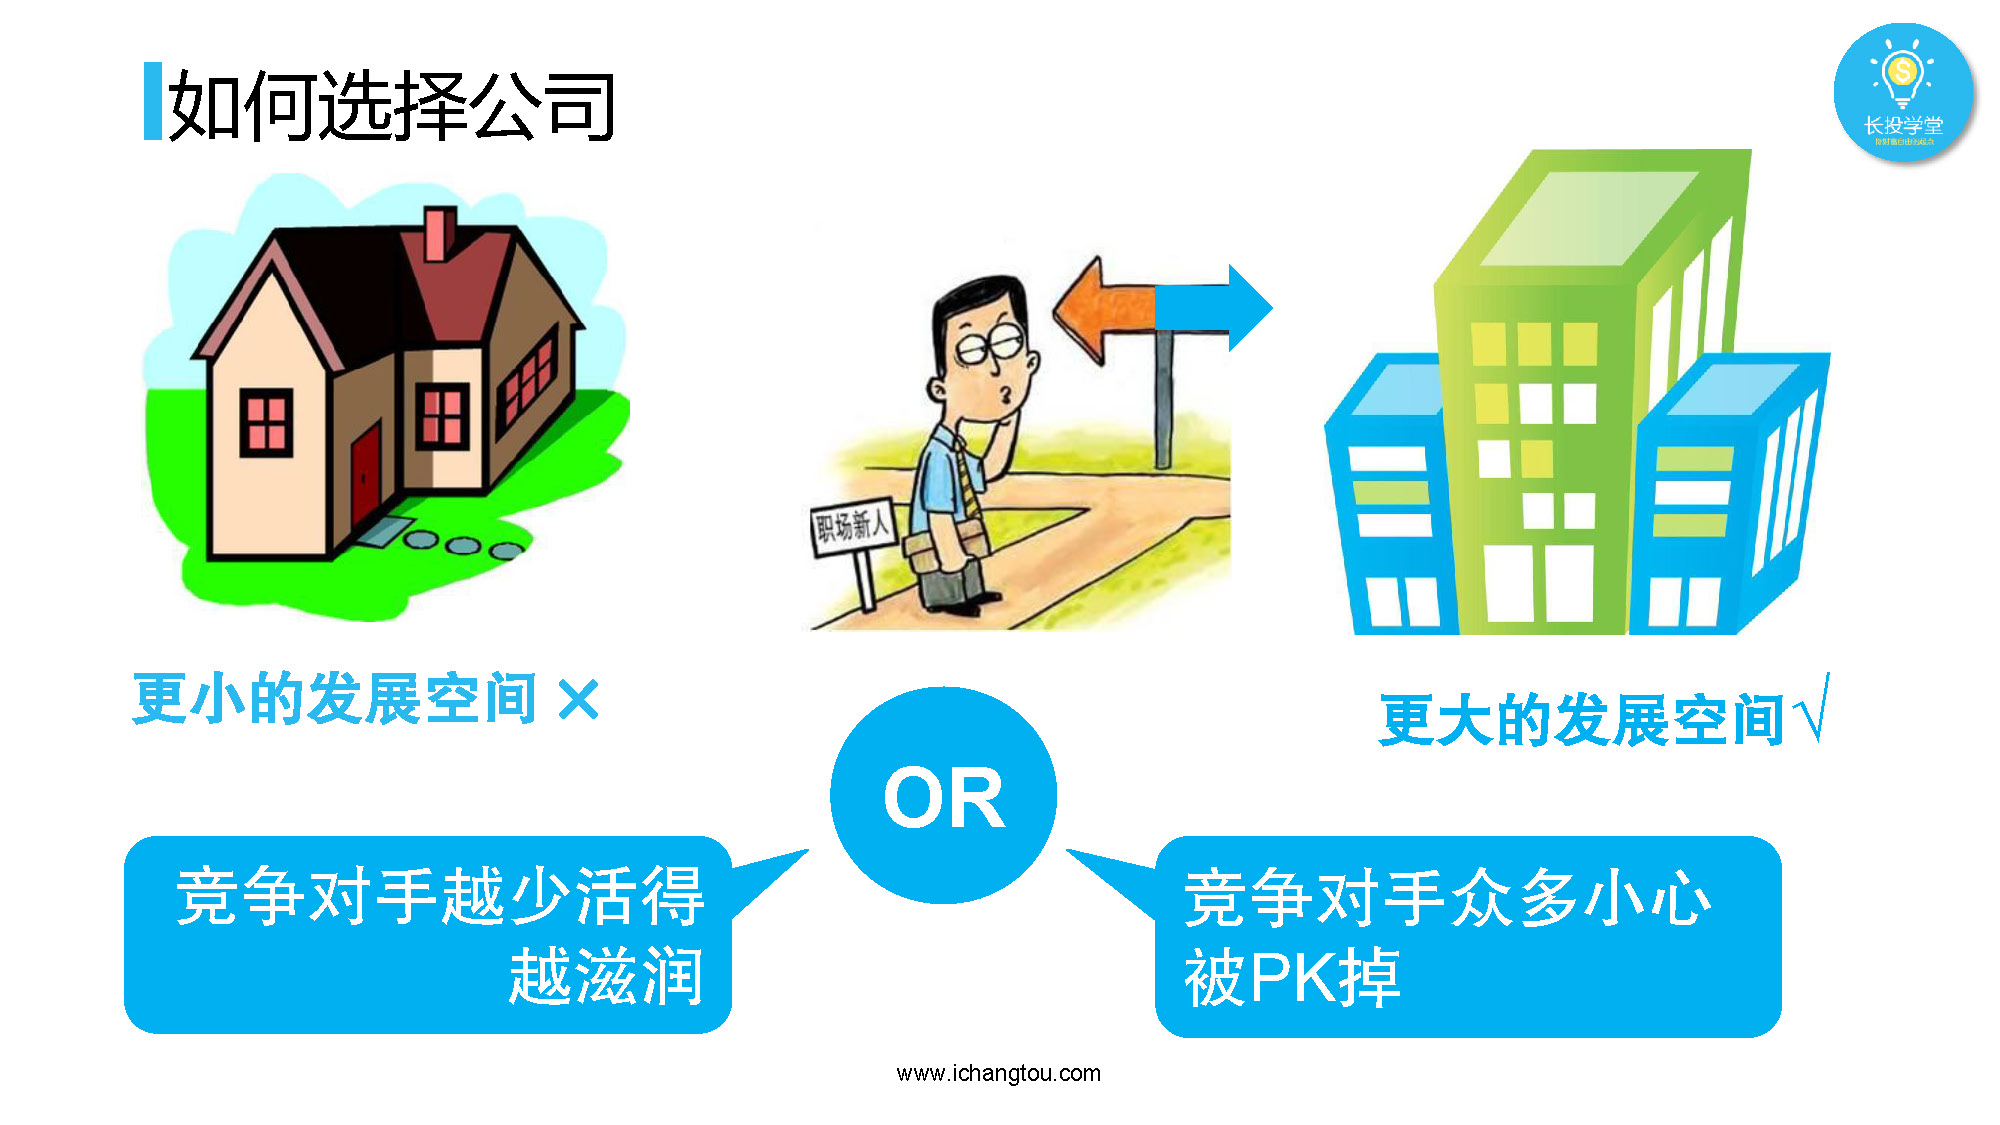 如何选择公司
长投学堂
职场新人
更小的发展空间 ×
更大的发展空间√
OR
竞争对手越少活得
越滋润
竞争对手众多小心
被PK掉
www.ichangtou.com